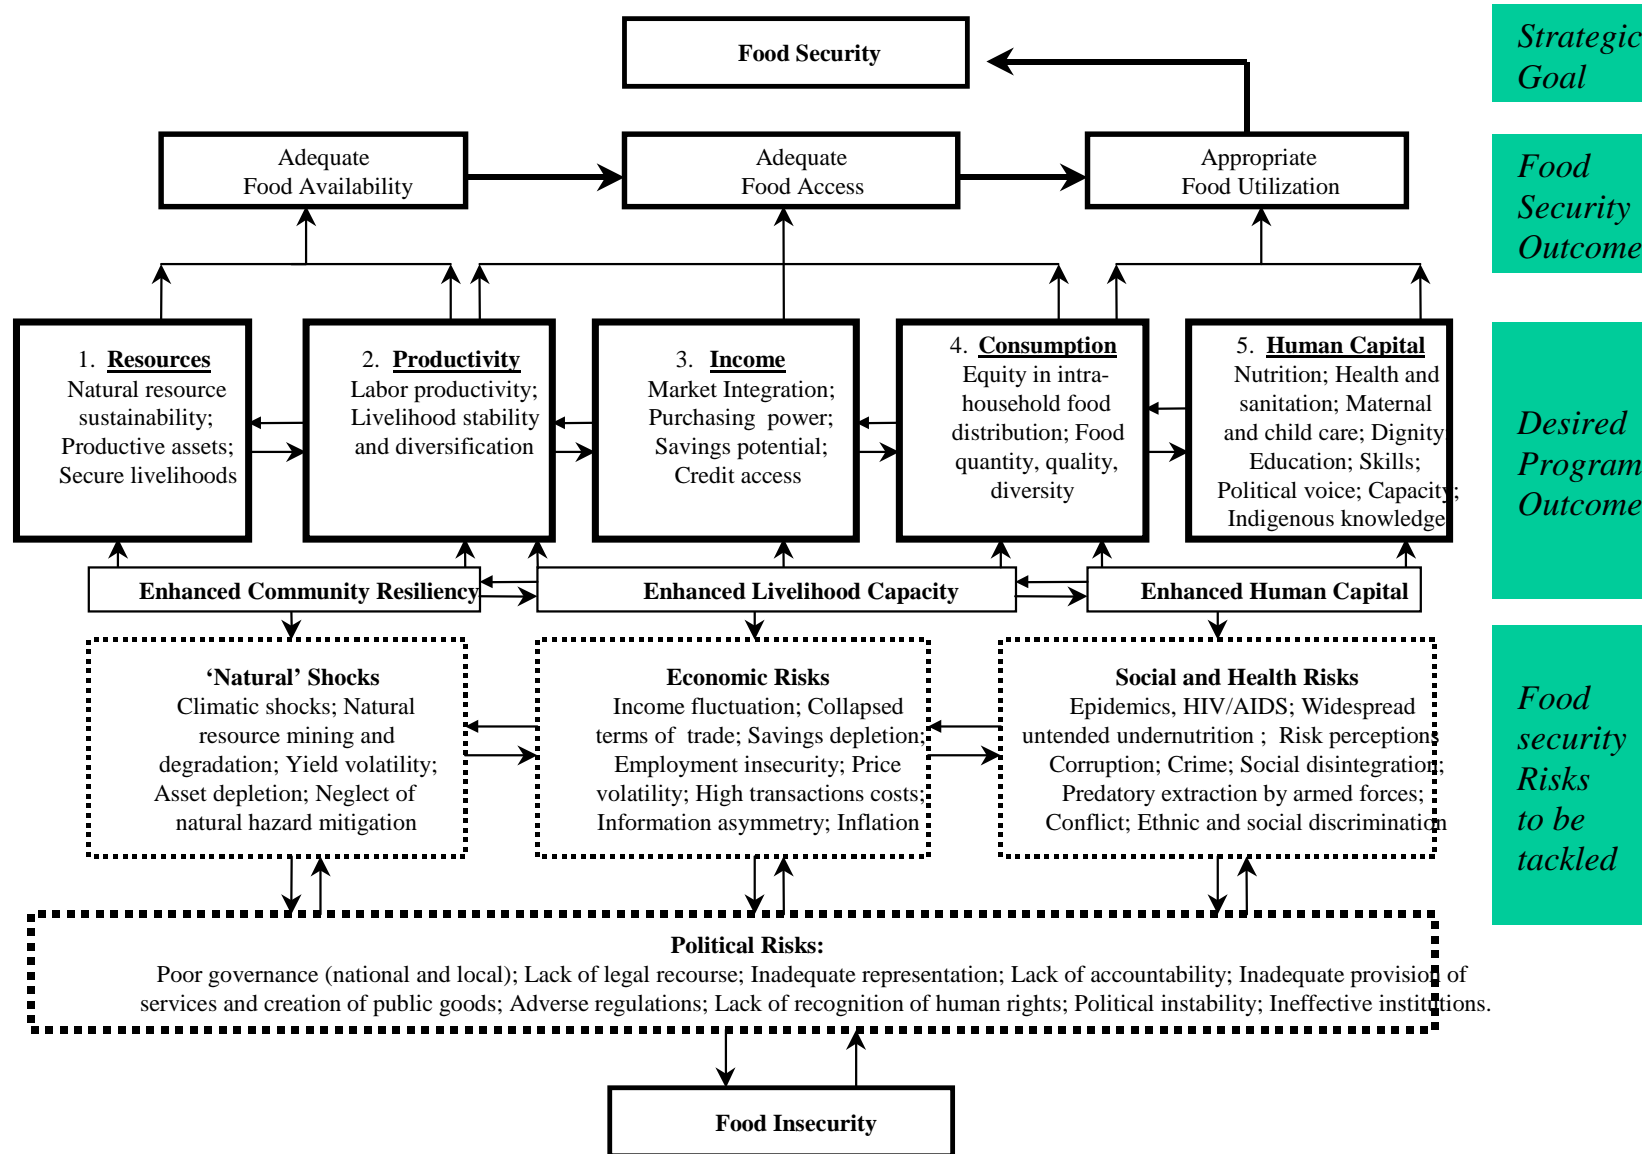 Food Security
Strategic
Goal
Adequate
Food Availability
Adequate
Food Access
Appropriate
Food Utilization
Food
Security
Outcome
1. Resources
Natural resource
sustainability;
Productive assets;
Secure livelihoods
2. Productivity
Labor productivity;
Livelihood stability
and diversification
3. Income
Market Integration;
Purchasing power;
Savings potential;
Credit access
4. Consumption
Equity in intra-
household food
distribution; Food
quantity, quality,
diversity
5. Human Capital
Nutrition; Health and
sanitation; Maternal
and child care; Dignity;
Education; Skills;
Political voice; Capacity;
Indigenous knowledge
Desired
Program
Outcome
Enhanced Community Resiliency
Enhanced Livelihood Capacity
Enhanced Human Capital
‘Natural’ Shocks
Climatic shocks; Natural
resource mining and
degradation; Yield volatility;
Asset depletion; Neglect of
natural hazard mitigation
Economic Risks
Income fluctuation; Collapsed
terms of trade; Savings depletion;
Employment insecurity; Price
volatility; High transactions costs;
Information asymmetry; Inflation
Social and Health Risks
Epidemics, HIV/AIDS; Widespread
untended undernutrition ; Risk perceptions
Corruption; Crime; Social disintegration;
Predatory extraction by armed forces;
Conflict; Ethnic and social discrimination
Food
security
Risks
to be
tackled
Political Risks:
Poor governance (national and local); Lack of legal recourse; Inadequate representation; Lack of accountability; Inadequate provision of
services and creation of public goods; Adverse regulations; Lack of recognition of human rights; Political instability; Ineffective institutions.
Food Insecurity